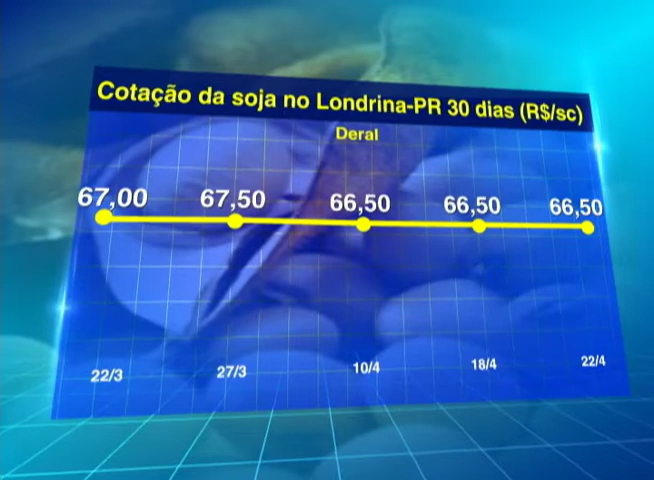 Cotação da soja no Londrina-PR 30 dias (R$/sc)
Deral
67,00 67,50 66,50 66,50 66,50
22/3 27/3 10/4 18/4 22/4